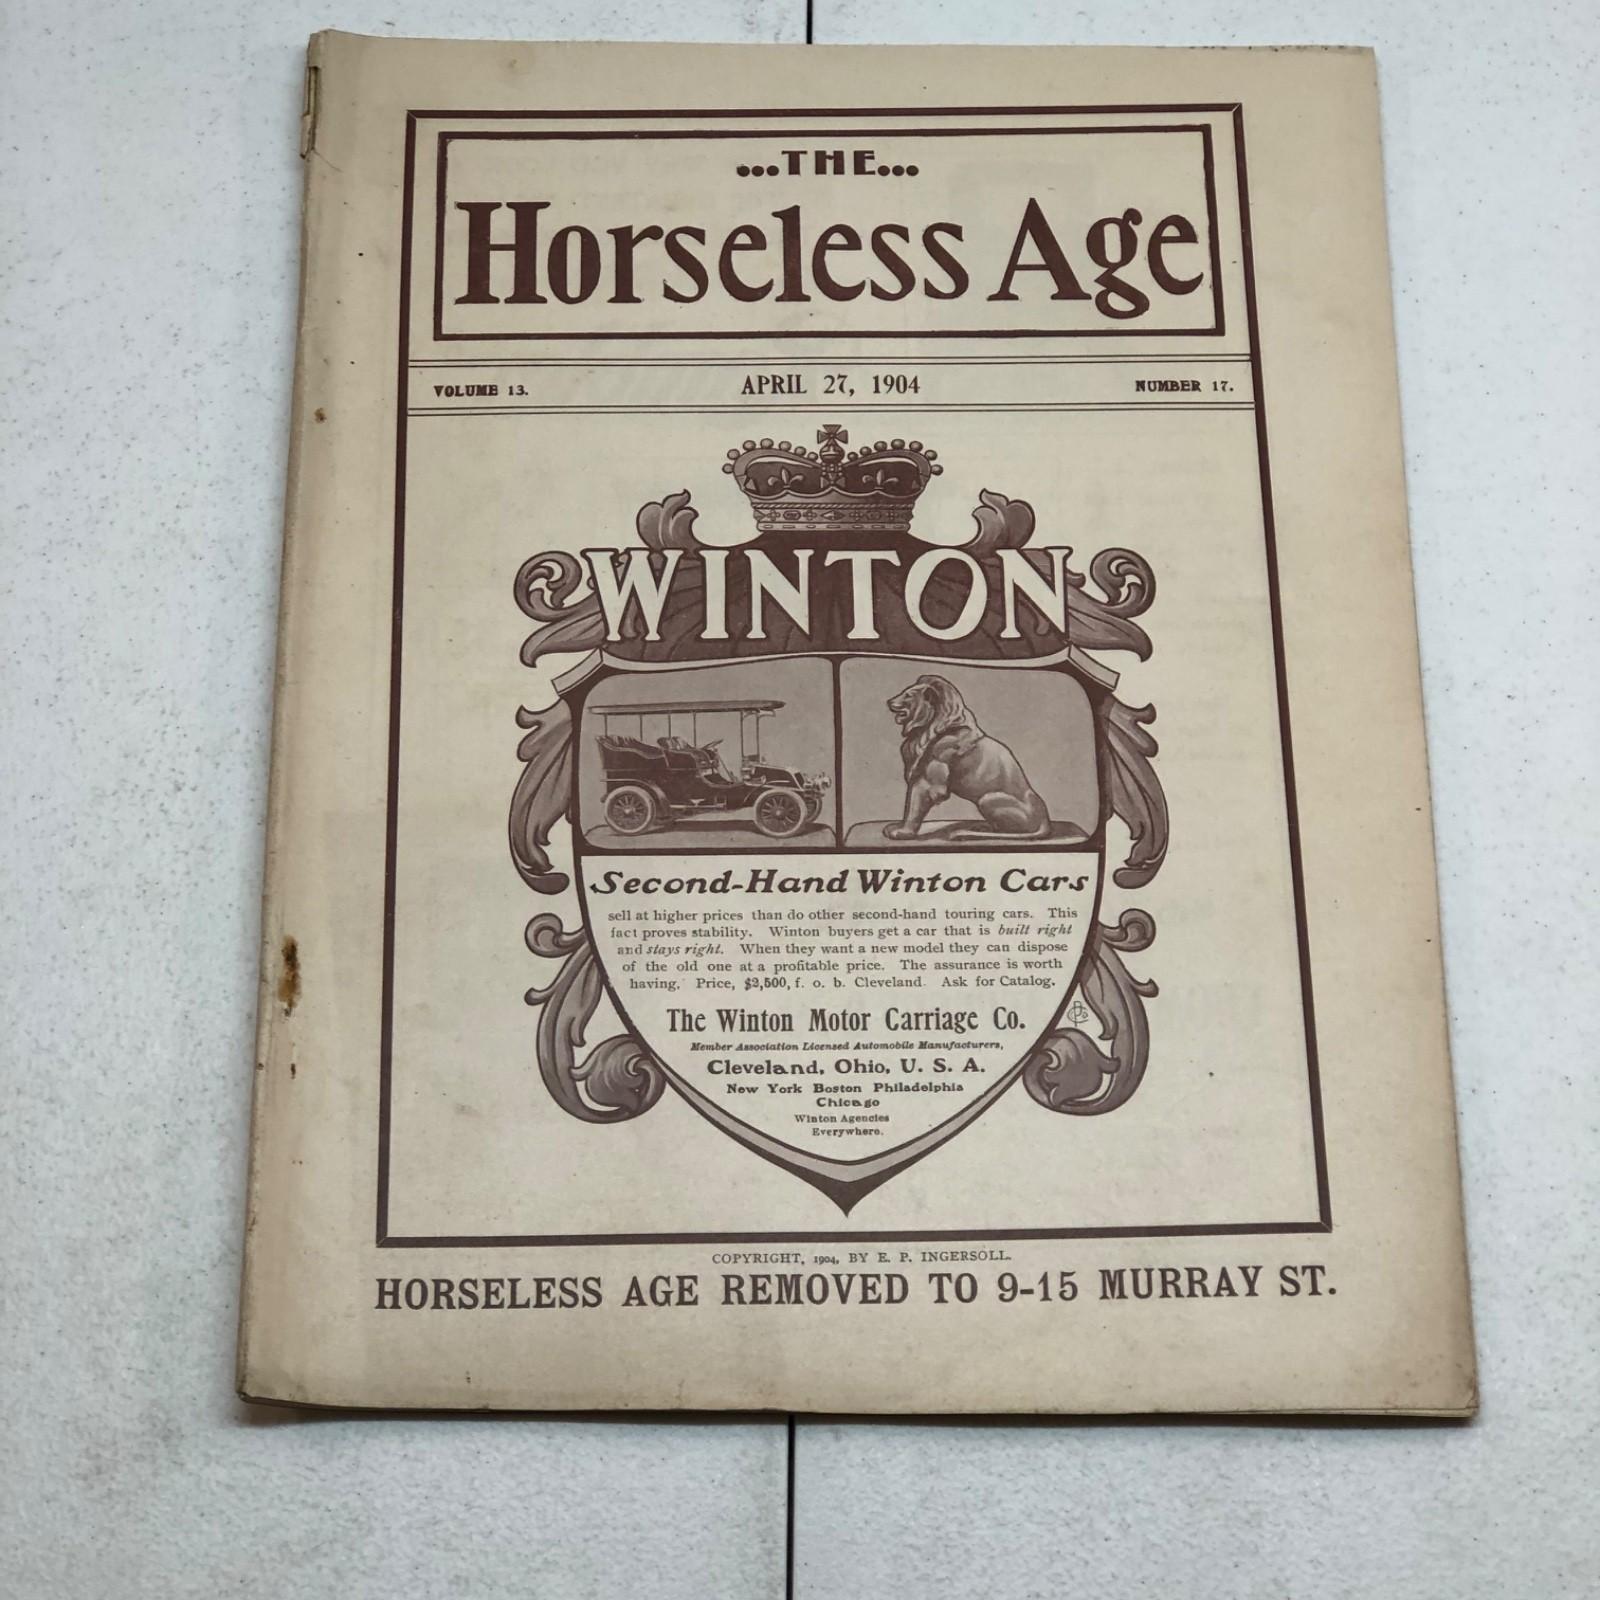 ...THE...
Horseless Age
VOLUME 13. APRIL 27, 1904 NUMBER 17.
WINTON
Second-Hand Winton Cars
sell at higher prices than do other second-hand touring cars. This
fact proves stability. Winton buyers get a car that is built right
and stays right. When they want a new model they can dispose
of the old one at a profitable price. The assurance is worth
having. Price, $2,500, f. o. b. Cleveland. Ask for Catalog.
The Winton Motor Carriage Co.
Member Association Licensed Automobile Manufacturers,
Cleveland, Ohio, U. S. A.
New York Boston Philadelphia
Chicago
Winton Agencies
Everywhere.
COPYRIGHT, 1904, BY E. P. INGERSOLL.
HORSELESS AGE REMOVED TO 9-15 MURRAY ST.